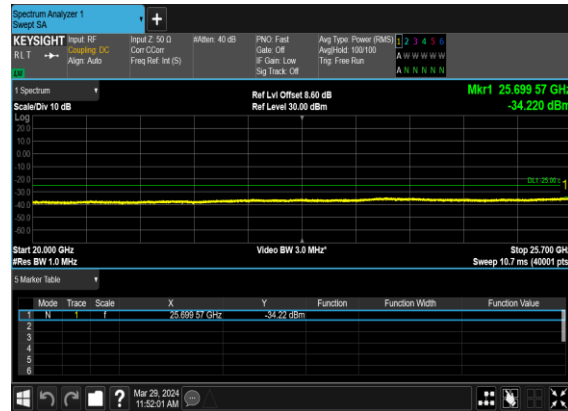 Spectrum Analyzer 1
Swept SA
KEYSIGHT Input: RF Input Z: 50 Ω #Atten: 40 dB PNO: Fast Avg Type: Power (RMS) 1 2 3 4 5 6
RLT Coupling: DC Corr CCorr Gate: Off Avg|Hold: 100/100 A W W W W W
Align: Auto Freq Ref: Int (S) IF Gain: Low Trig: Free Run
Sig Track: Off A N N N N N
1 Spectrum Ref Lvl Offset 8.60 dB Mkr1 25.699 57 GHz
Scale/Div 10 dB Ref Level 30.00 dBm -34.220 dBm
Log
20.0
10.0
0.00
-10.0
-20.0
DL1 -25.00
1
-30.0
-40.0
-50.0
-60.0
Start 20.000 GHz Video BW 3.0 MHz* Stop 25.700 GHz
#Res BW 1.0 MHz Sweep 10.7 ms (40001 pts)
5 Marker Table
Mode Trace Scale X Y Function Function Width Function Value
1 N 1 f 25.699 57 GHz -34.22 dBm
2
3
4
5
6
? Mar 29, 2024
11:52:01 AM